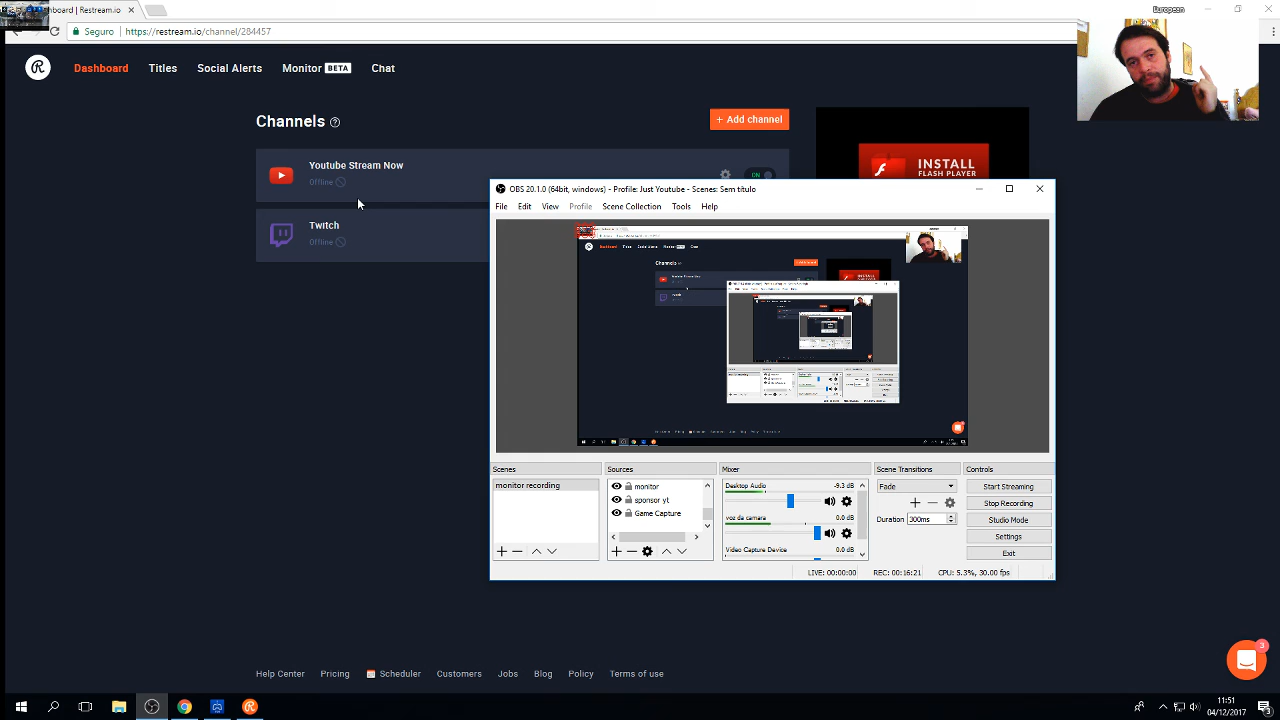 Dashboard | Restream.io
European
Seguro https://restream.io/channel/284457
Dashboard Titles Social Alerts Monitor BETA Chat
Channels
+ Add channel
Youtube Stream Now
Offline
ON
Twitch
Offline
INSTALL
FLASH PLAYER
OBS 20.1.0 (64bit, windows) - Profile: Just Youtube - Scenes: Sem título
File Edit View Profile Scene Collection Tools Help
Scenes Sources Mixer Scene Transitions Controls
monitor recording
monitor
sponsor yt
Game Capture
Desktop Audio -9.3 dB
voz da camara 0.0 dB
Video Capture Device 0.0 dB
Fade
Duration 300ms
Start Streaming
Stop Recording
Studio Mode
Settings
Exit
LIVE: 00:00:00 REC: 00:16:21 CPU: 5.3%, 30.00 fps
Help Center Pricing Scheduler Customers Jobs Blog Policy Terms of use
3
11:51
04/12/2017
3